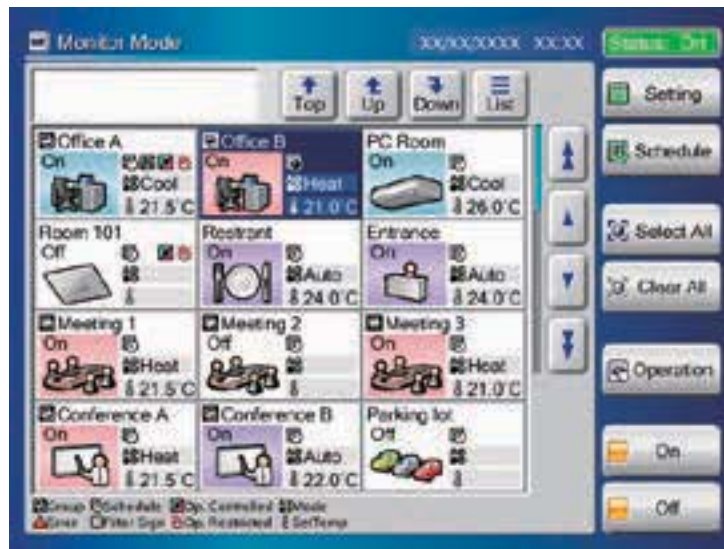 Monitor Mode XX/XX/XXXX XX:XX Status: On
Top Up Down List
Setting
Schedule
Select All
Clear All
Operation
On
Off
Office A Office B PC Room
On On On
Cool Heat Cool
21.5°C 21.0°C 26.0°C
Room 101 Restrant Entrance
Off On On
Auto Auto
24.0°C 24.0°C
Meeting 1 Meeting 2 Meeting 3
On Off On
Heat Heat
21.5°C 21.0°C
Conference A Conference B Parking lot
On On Off
Heat Auto
21.5°C 22.0°C
Group Schedule Op. Controlled Mode
Error Filter Sign Op. Restricted SetTemp